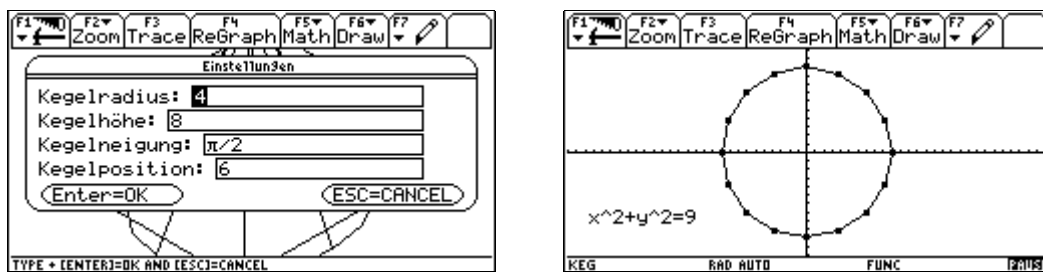 F1 F2 F3 F4 F5 F6 F7
Zoom Trace ReGraph Math Draw
Einstellungen
Kegelradius: 4
Kegelhöhe: 8
Kegelneigung: π/2
Kegelposition: 6
Enter=OK ESC=CANCEL
TYPE + [ENTER]=OK AND [ESC]=CANCEL
F1 F2 F3 F4 F5 F6 F7
Zoom Trace ReGraph Math Draw
x^2+y^2=9
KEG RAD AUTO FUNC PAUS